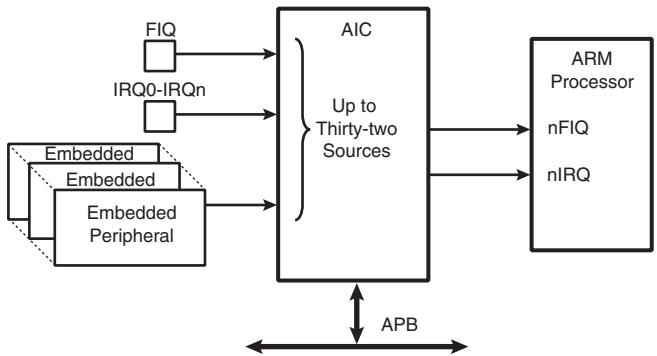 FIQ
IRQ0-IRQn
Embedded
Embedded
Embedded
Peripheral
AIC
Up to
Thirty-two
Sources
ARM
Processor
nFIQ
nIRQ
APB